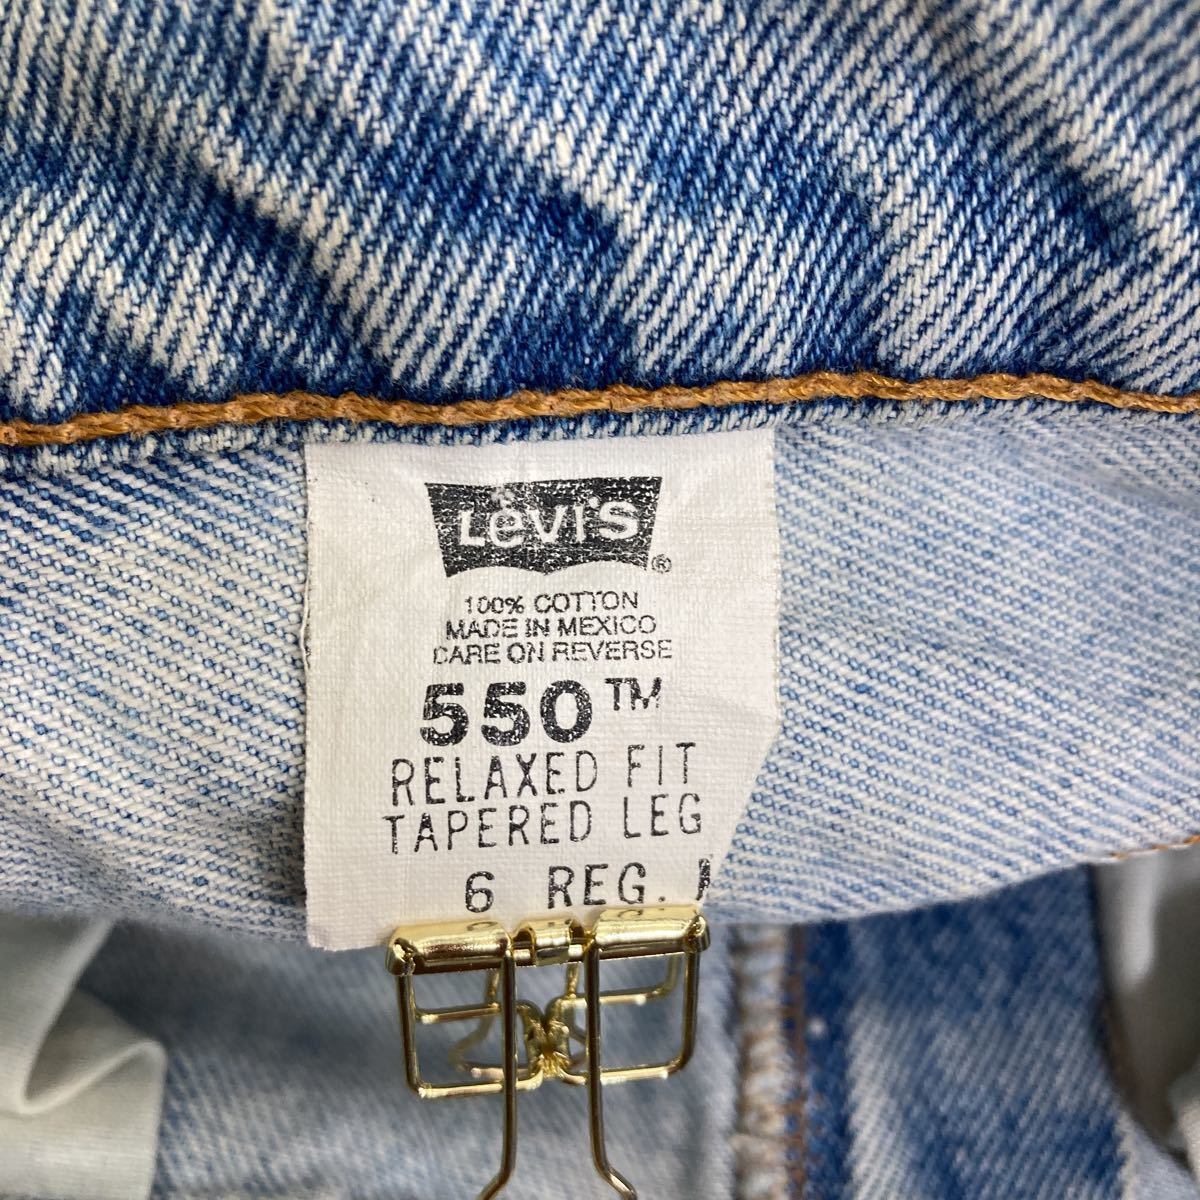 LEVI'S®
100% COTTON
MADE IN MEXICO
CARE ON REVERSE
550™
RELAXED FIT
TAPERED LEG
6 REG.